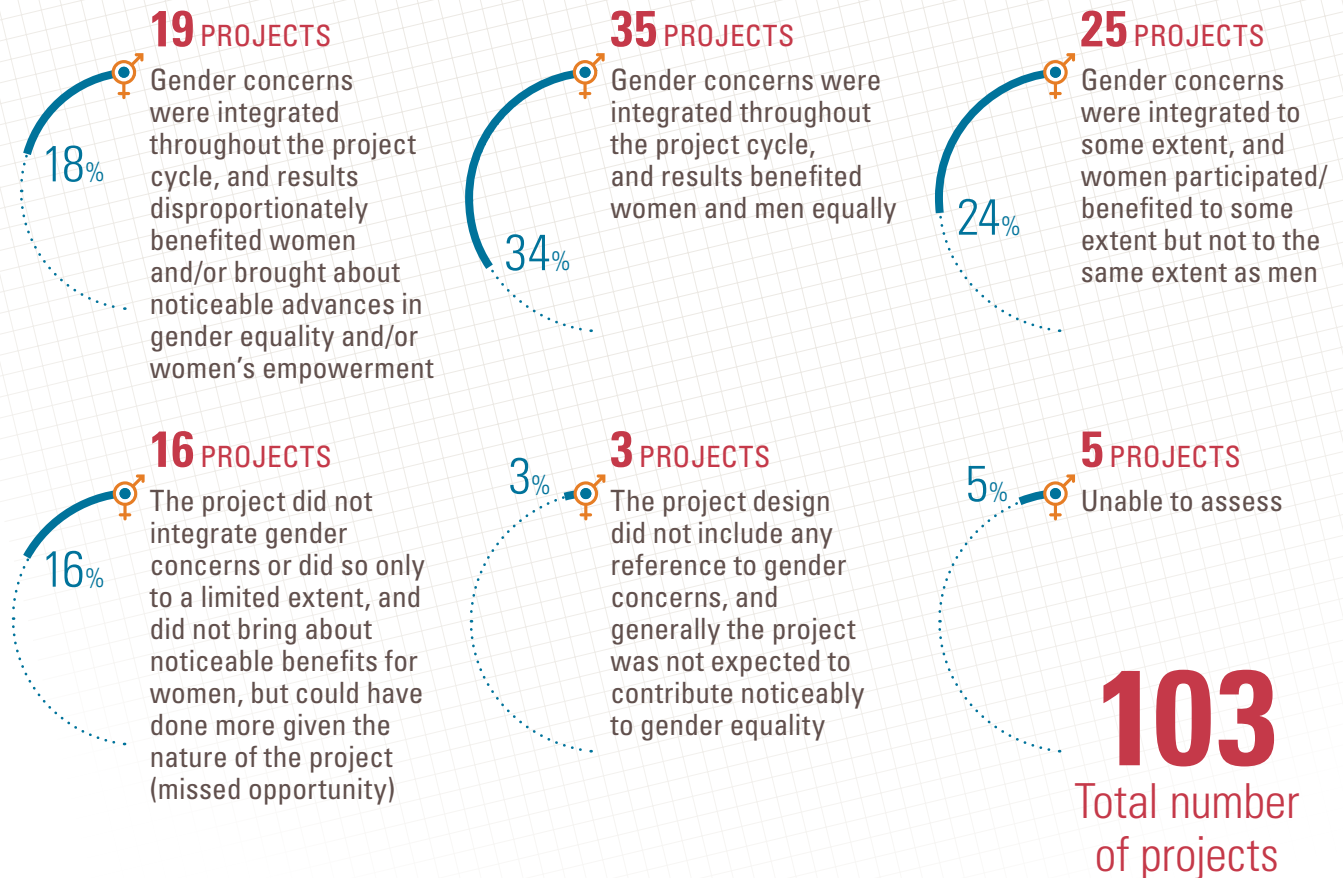 19 PROJECTS
Gender concerns
were integrated
throughout the project
cycle, and results
disproportionately
benefited women
and/or brought about
noticeable advances in
gender equality and/or
women’s empowerment
18%
35 PROJECTS
Gender concerns were
integrated throughout
the project cycle,
and results benefited
women and men equally
34%
25 PROJECTS
Gender concerns
were integrated to
some extent, and
women participated/
benefited to some
extent but not to the
same extent as men
24%
16 PROJECTS
The project did not
integrate gender
concerns or did so only
to a limited extent, and
did not bring about
noticeable benefits for
women, but could have
done more given the
nature of the project
(missed opportunity)
16%
3 PROJECTS
The project design
did not include any
reference to gender
concerns, and
generally the project
was not expected to
contribute noticeably
to gender equality
3%
5 PROJECTS
Unable to assess
5%
103
Total number
of projects